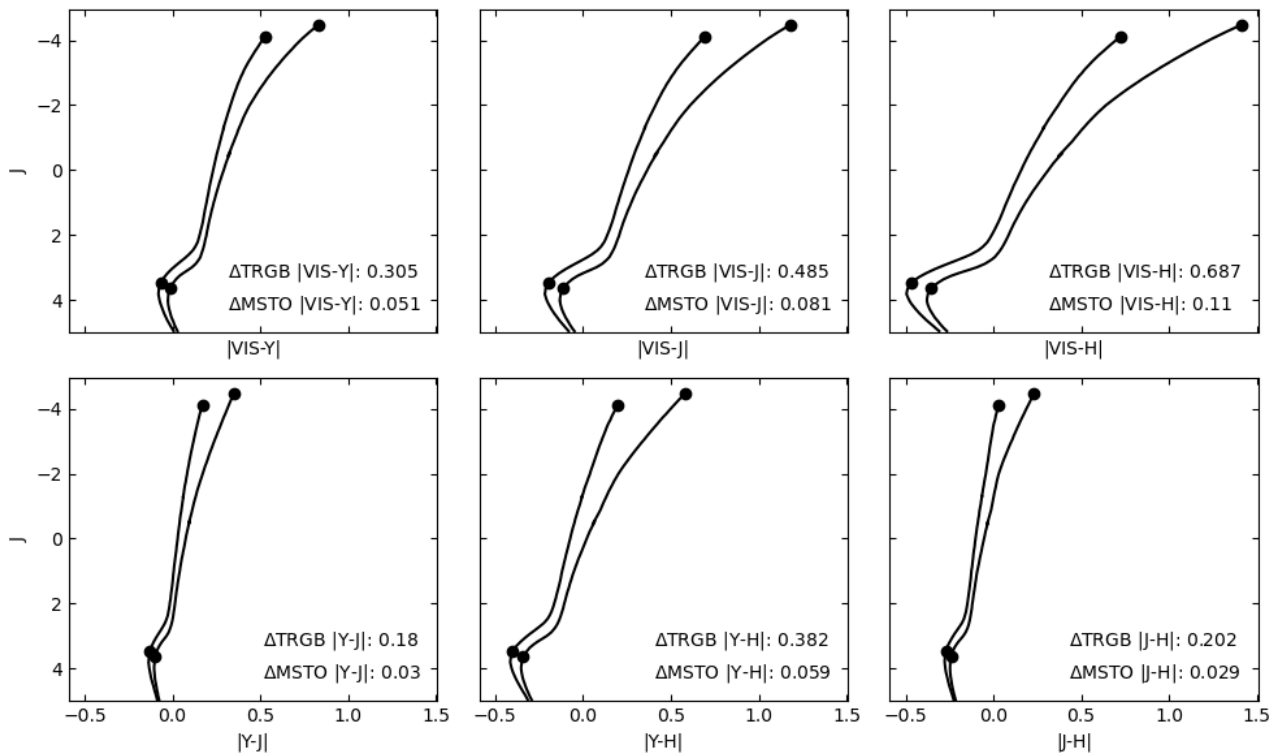 −4
−2
0
2
4
J
ΔTRGB |VIS-Y|: 0.305
ΔMSTO |VIS-Y|: 0.051
|VIS-Y|
ΔTRGB |VIS-J|: 0.485
ΔMSTO |VIS-J|: 0.081
|VIS-J|
ΔTRGB |VIS-H|: 0.687
ΔMSTO |VIS-H|: 0.11
|VIS-H|
−4
−2
0
2
4
J
ΔTRGB |Y-J|: 0.18
ΔMSTO |Y-J|: 0.03
−0.5 0.0 0.5 1.0 1.5
|Y-J|
ΔTRGB |Y-H|: 0.382
ΔMSTO |Y-H|: 0.059
−0.5 0.0 0.5 1.0 1.5
|Y-H|
ΔTRGB |J-H|: 0.202
ΔMSTO |J-H|: 0.029
−0.5 0.0 0.5 1.0 1.5
|J-H|